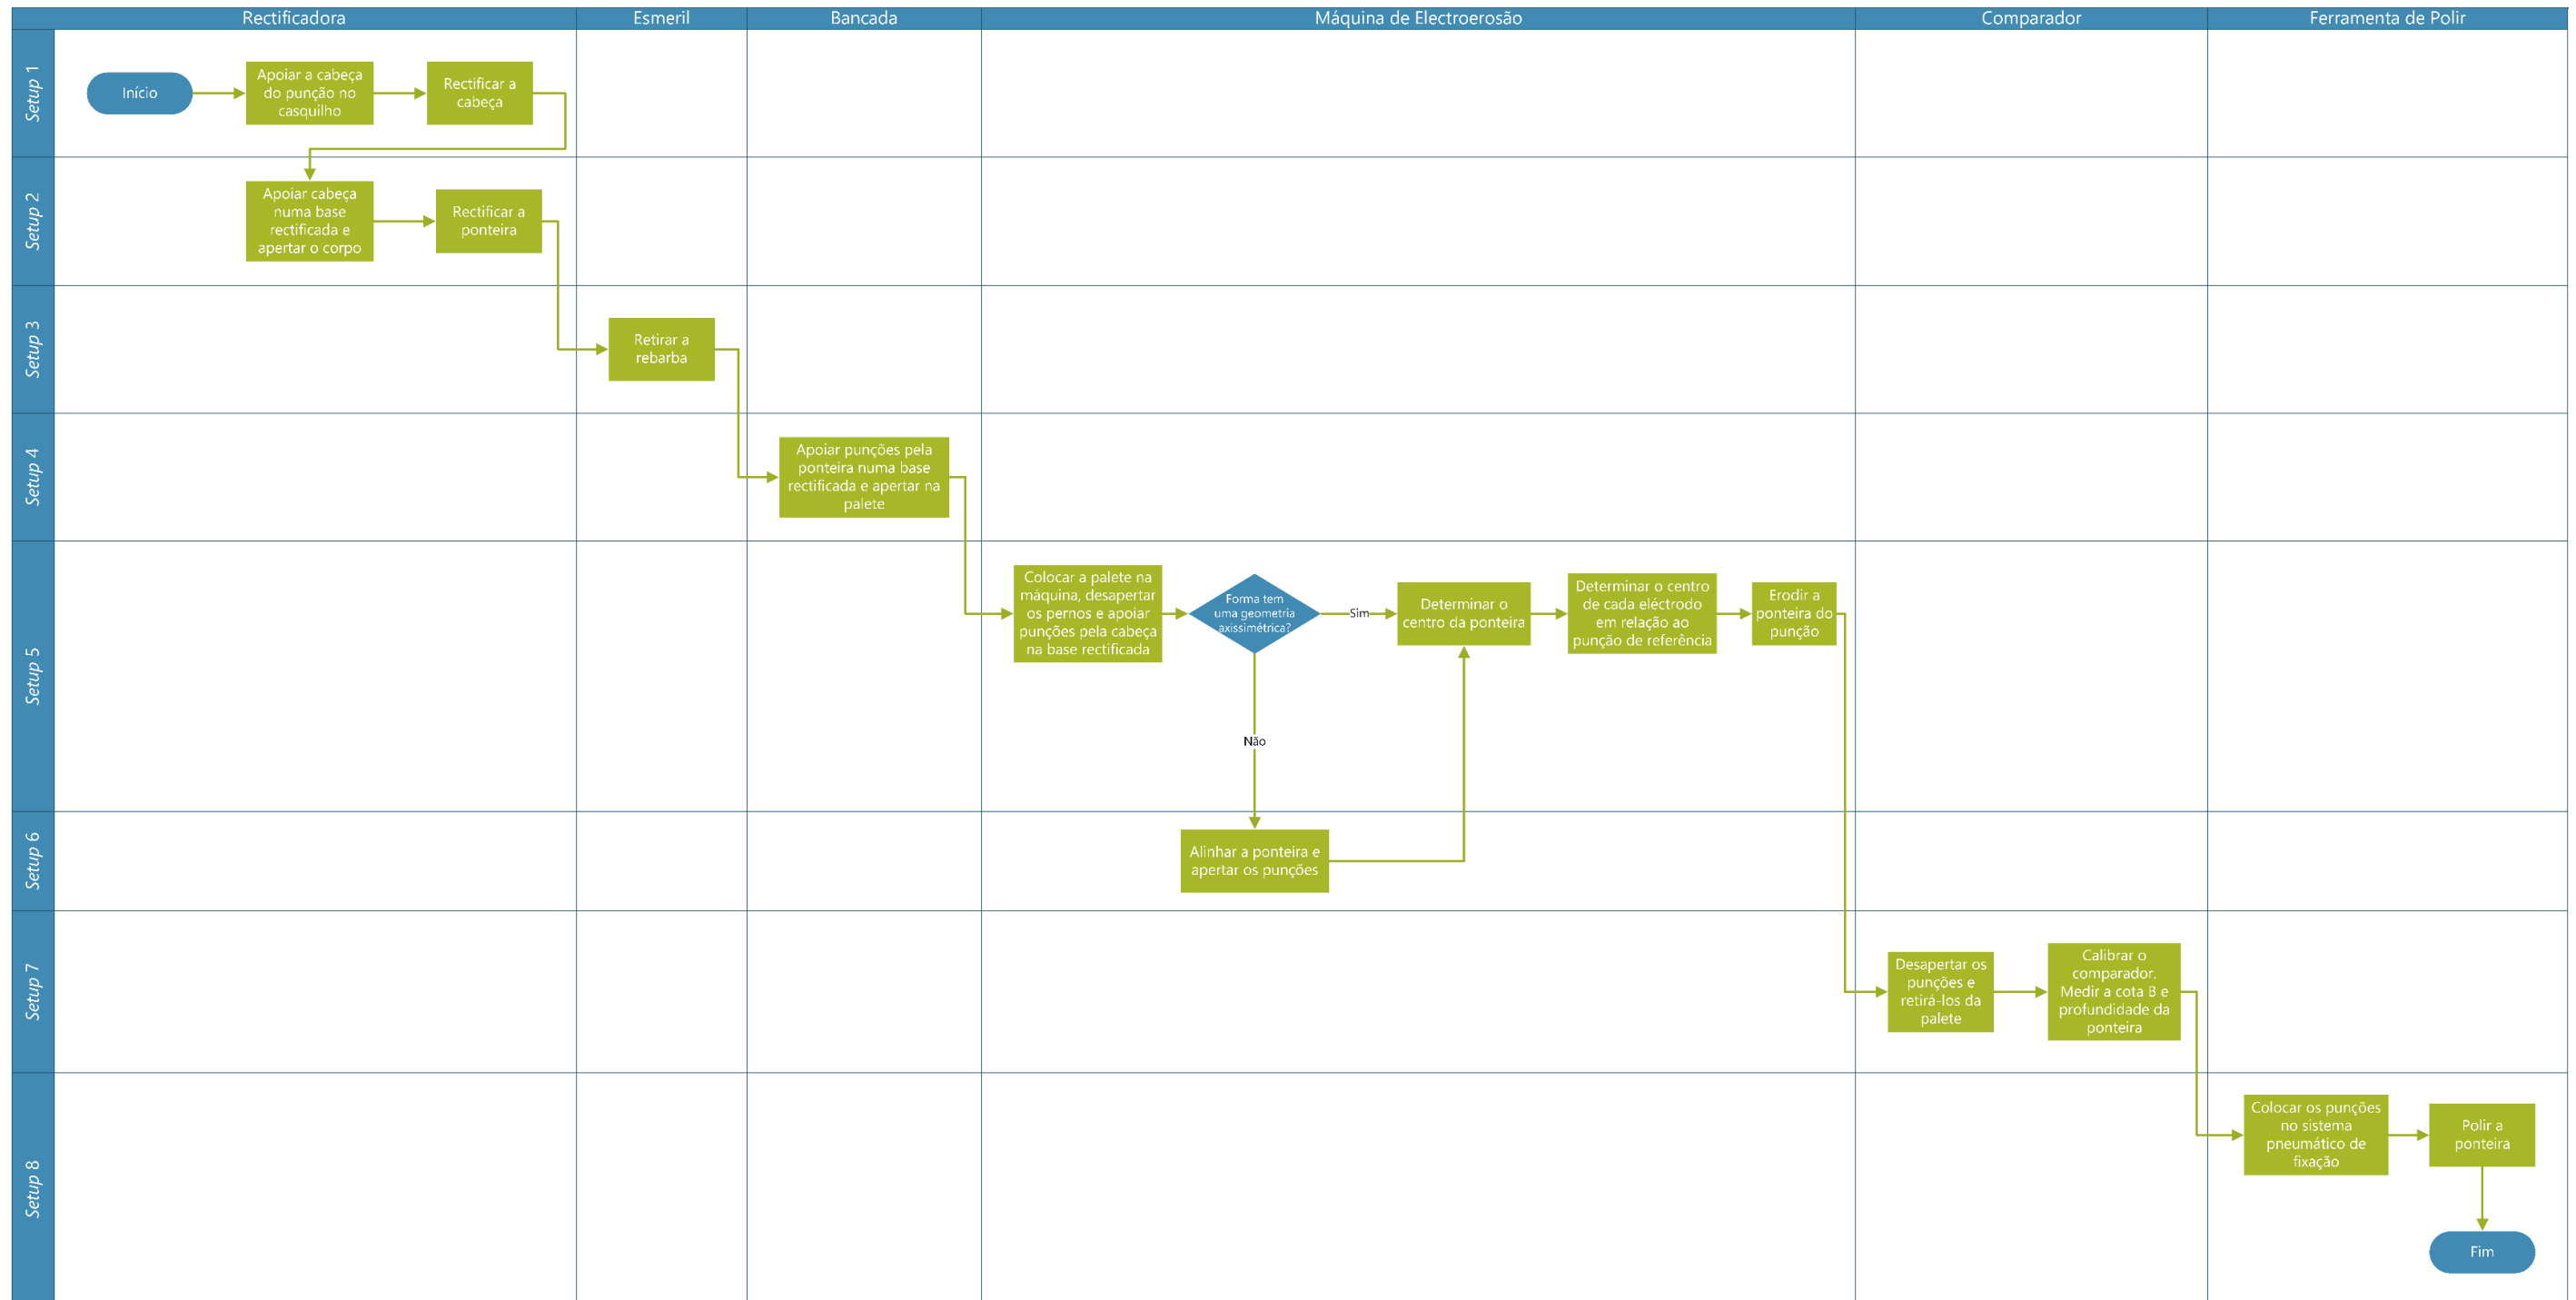 Rectificadora
Esmeril
Bancada
Máquina de Electroerosão
Comparador
Ferramenta de Polir
Setup 1
Início
Apoiar a cabeça
do punção no
casquilho
Rectificar a
cabeça
Setup 2
Apoiar cabeça
numa base
rectificada e
apertar o corpo
Rectificar a
ponteira
Setup 3
Retirar a
rebarba
Setup 4
Apoiar punções pela
ponteira numa base
rectificada e apertar na
palete
Setup 5
Colocar a palete na
máquina, desapertar
os pernos e apoiar
punções pela cabeça
na base rectificada
Forma tem
uma geometria
axissimétrica?
Sim
Determinar o
centro da ponteira
Determinar o centro
de cada eléctrodo
em relação ao
punção de referência
Erodir a
ponteira do
punção
Não
Setup 6
Alinhar a ponteira e
apertar os punções
Setup 7
Desapertar os
punções e
retirá-los da
palete
Calibrar o
comparador.
Medir a cota B e
profundidade da
ponteira
Setup 8
Colocar os punções
no sistema
pneumático de
fixação
Polir a
ponteira
Fim